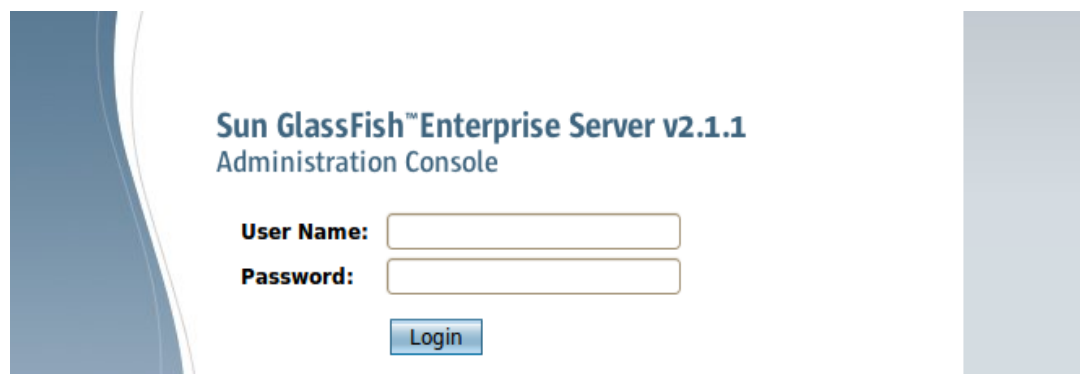 Sun GlassFish™ Enterprise Server v2.1.1
Administration Console
User Name:
Password:
Login